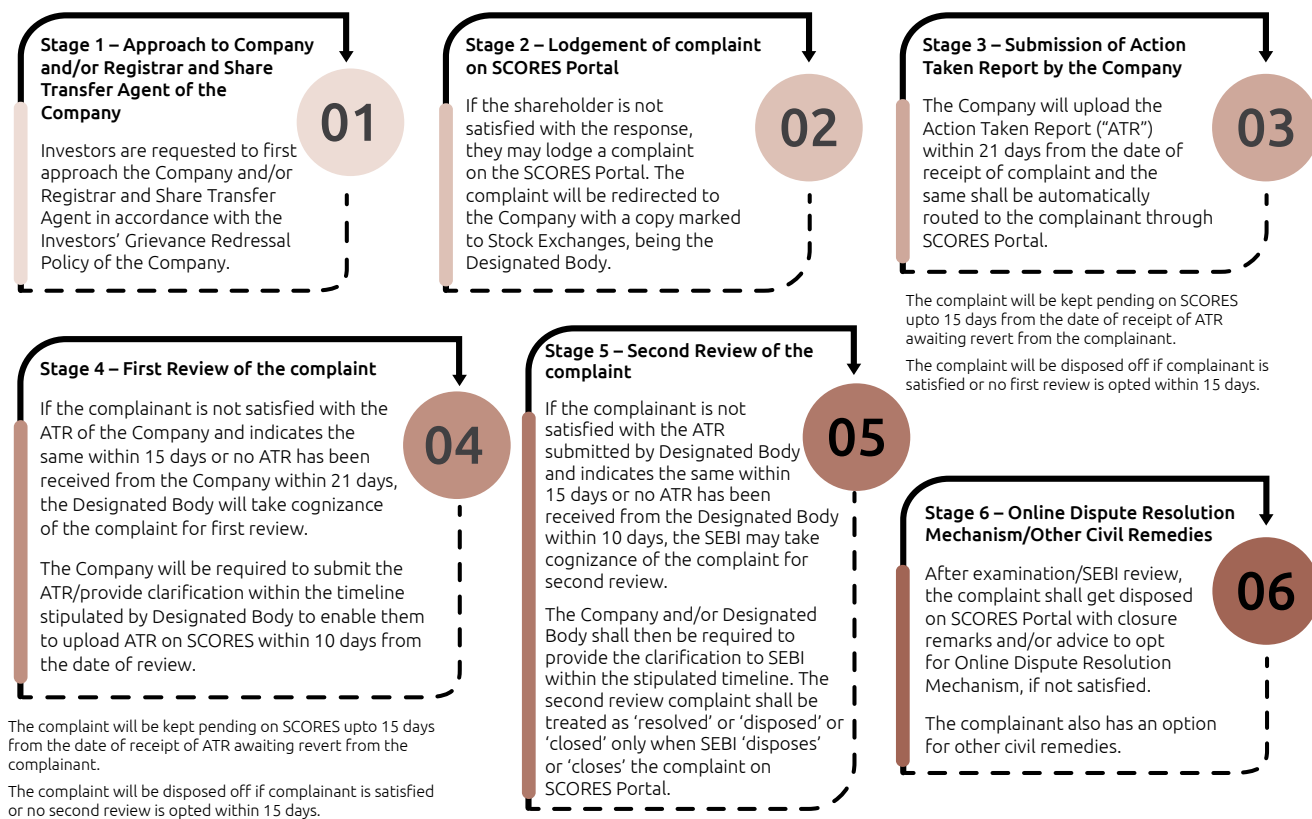 Stage 1 – Approach to Company
and/or Registrar and Share
Transfer Agent of the
Company
01
Investors are requested to first
approach the Company and/or
Registrar and Share Transfer
Agent in accordance with the
Investors’ Grievance Redressal
Policy of the Company.
Stage 2 – Lodgement of complaint
on SCORES Portal
02
If the shareholder is not
satisfied with the response,
they may lodge a complaint
on the SCORES Portal. The
complaint will be redirected to
the Company with a copy marked
to Stock Exchanges, being the
Designated Body.
Stage 3 – Submission of Action
Taken Report by the Company
03
The Company will upload the
Action Taken Report (“ATR”)
within 21 days from the date of
receipt of complaint and the
same shall be automatically
routed to the complainant through
SCORES Portal.
The complaint will be kept pending on SCORES
upto 15 days from the date of receipt of ATR
awaiting revert from the complainant.
The complaint will be disposed off if complainant is
satisfied or no first review is opted within 15 days.
Stage 4 – First Review of the complaint
04
If the complainant is not satisfied with the
ATR of the Company and indicates the
same within 15 days or no ATR has been
received from the Company within 21 days,
the Designated Body will take cognizance
of the complaint for first review.
The Company will be required to submit the
ATR/provide clarification within the timeline
stipulated by Designated Body to enable them
to upload ATR on SCORES within 10 days from
the date of review.
The complaint will be kept pending on SCORES upto 15 days
from the date of receipt of ATR awaiting revert from the
complainant.
The complaint will be disposed off if complainant is satisfied
or no second review is opted within 15 days.
Stage 5 – Second Review of the
complaint
05
If the complainant is not
satisfied with the ATR
submitted by Designated Body
and indicates the same within
15 days or no ATR has been
received from the Designated Body
within 10 days, the SEBI may take
cognizance of the complaint for
second review.
The Company and/or Designated
Body shall then be required to
provide the clarification to SEBI
within the stipulated timeline. The
second review complaint shall be
treated as ‘resolved’ or ‘disposed’ or
‘closed’ only when SEBI ‘disposes’
or ‘closes’ the complaint on
SCORES Portal.
Stage 6 – Online Dispute Resolution
Mechanism/Other Civil Remedies
06
After examination/SEBI review,
the complaint shall get disposed
on SCORES Portal with closure
remarks and/or advice to opt
for Online Dispute Resolution
Mechanism, if not satisfied.
The complainant also has an option
for other civil remedies.